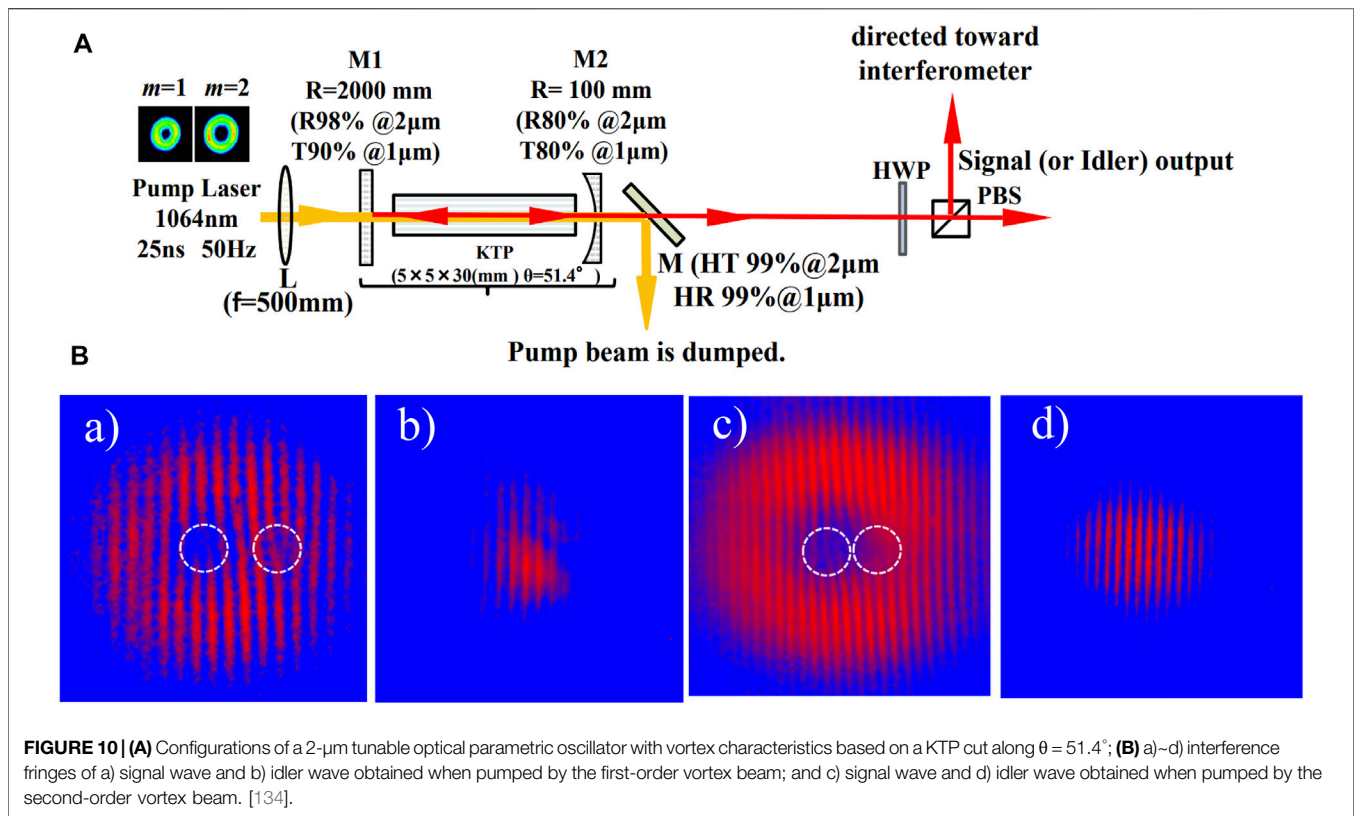 A
m=1 m=2
Pump Laser
1064nm
25ns 50Hz
L
(f=500mm)
M1
R=2000 mm
(R98% @2μm
T90% @1μm)
M2
R= 100 mm
(R80% @2μm
T80% @1μm)
KTP
(5×5×30(mm) θ=51.4°)
M (HT 99%@2μm
HR 99%@1μm)
Pump beam is dumped.
HWP
directed toward
interferometer
Signal (or Idler) output
PBS
B
a)
b)
c)
d)
FIGURE 10 | (A) Configurations of a 2-μm tunable optical parametric oscillator with vortex characteristics based on a KTP cut along θ = 51.4°; (B) a)~d) interference
fringes of a) signal wave and b) idler wave obtained when pumped by the first-order vortex beam; and c) signal wave and d) idler wave obtained when pumped by the
second-order vortex beam. [134].